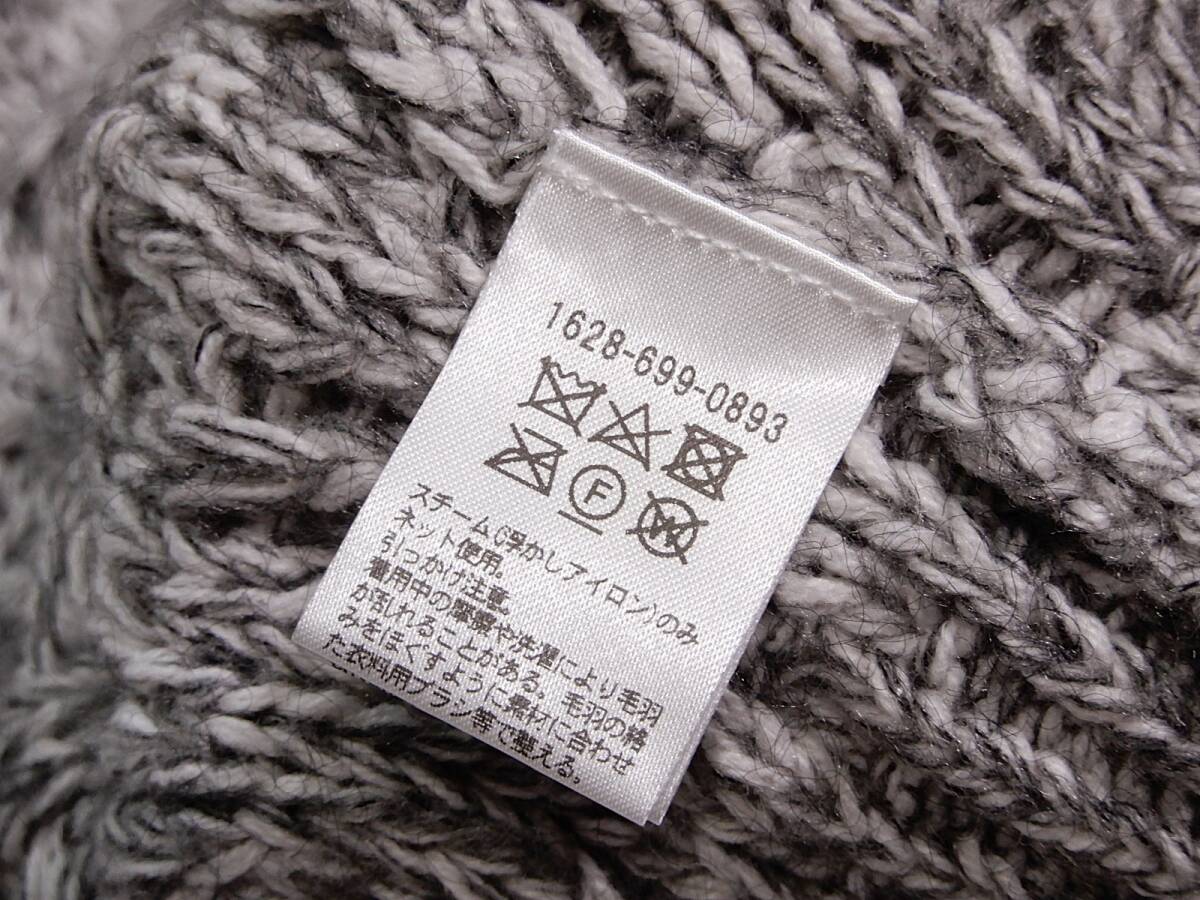 1628-699-0893
F
W
スチーム(浮かしアイロン)のみ
ネット使用。
引っかけ注意。
着用中の摩擦や洗濯により毛羽
が乱れることがある。毛羽の絡
みをほぐすように素材に合わせ
た衣料用ブラシ等で整える。